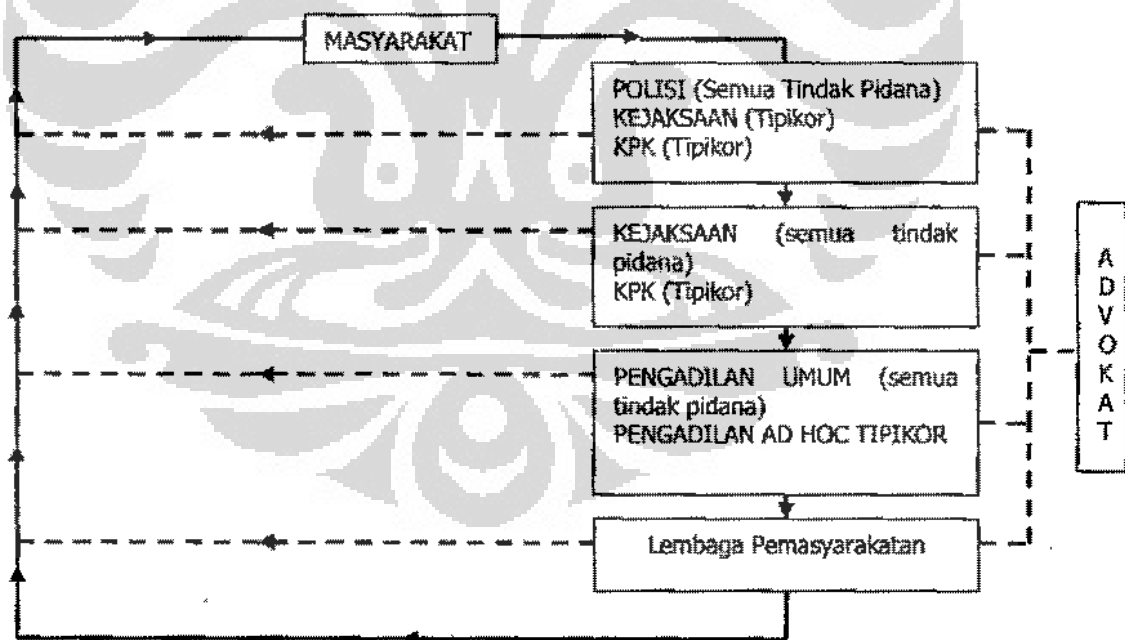 MASYARAKAT
POLISI (Semua Tindak Pidana)
KEJAKSAAN (Tipikor)
KPK (Tipikor)
KEJAKSAAN (semua tindak
pidana)
KPK (Tipikor)
PENGADILAN UMUM (semua
tindak pidana)
PENGADILAN AD HOC TIPIKOR
Lembaga Pemasyarakatan
A
D
V
O
K
A
T